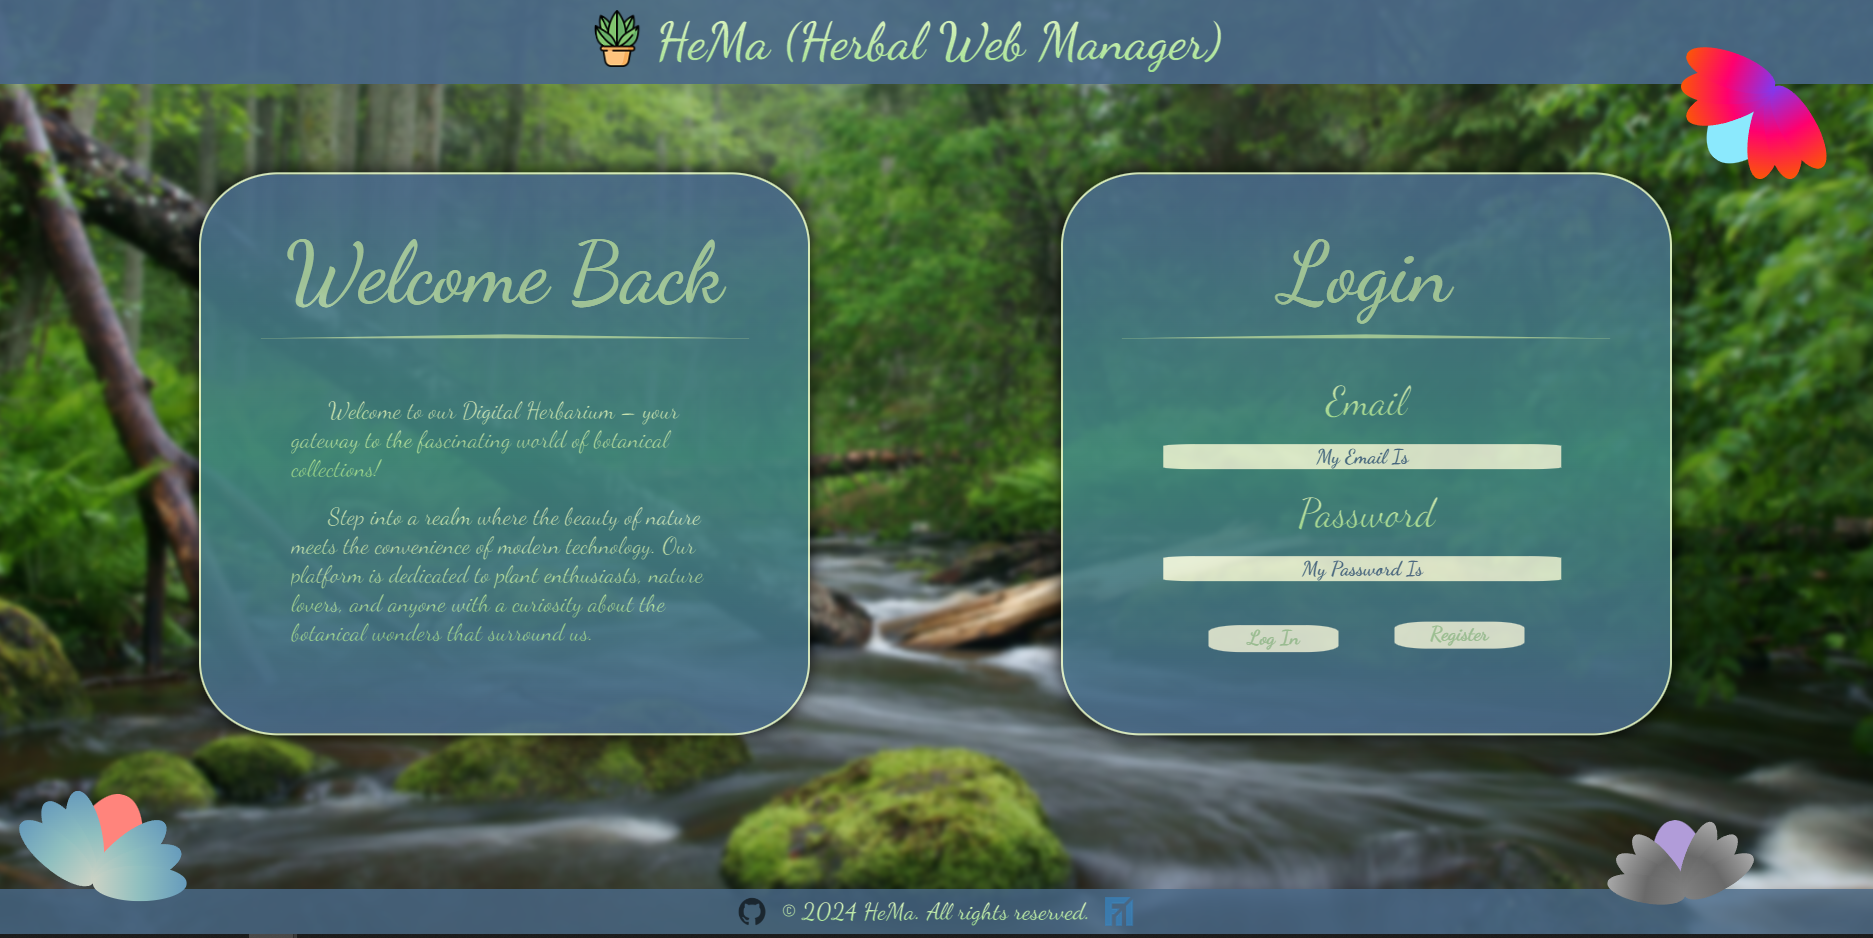 HeMa (Herbal Web Manager)
Welcome Back
Welcome to our Digital Herbarium – your
gateway to the fascinating world of botanical
collections!
Step into a realm where the beauty of nature
meets the convenience of modern technology. Our
platform is dedicated to plant enthusiasts, nature
lovers, and anyone with a curiosity about the
botanical wonders that surround us.
Login
Email
My Email Is
Password
My Password Is
Log In
Register
© 2024 HeMa. All rights reserved.